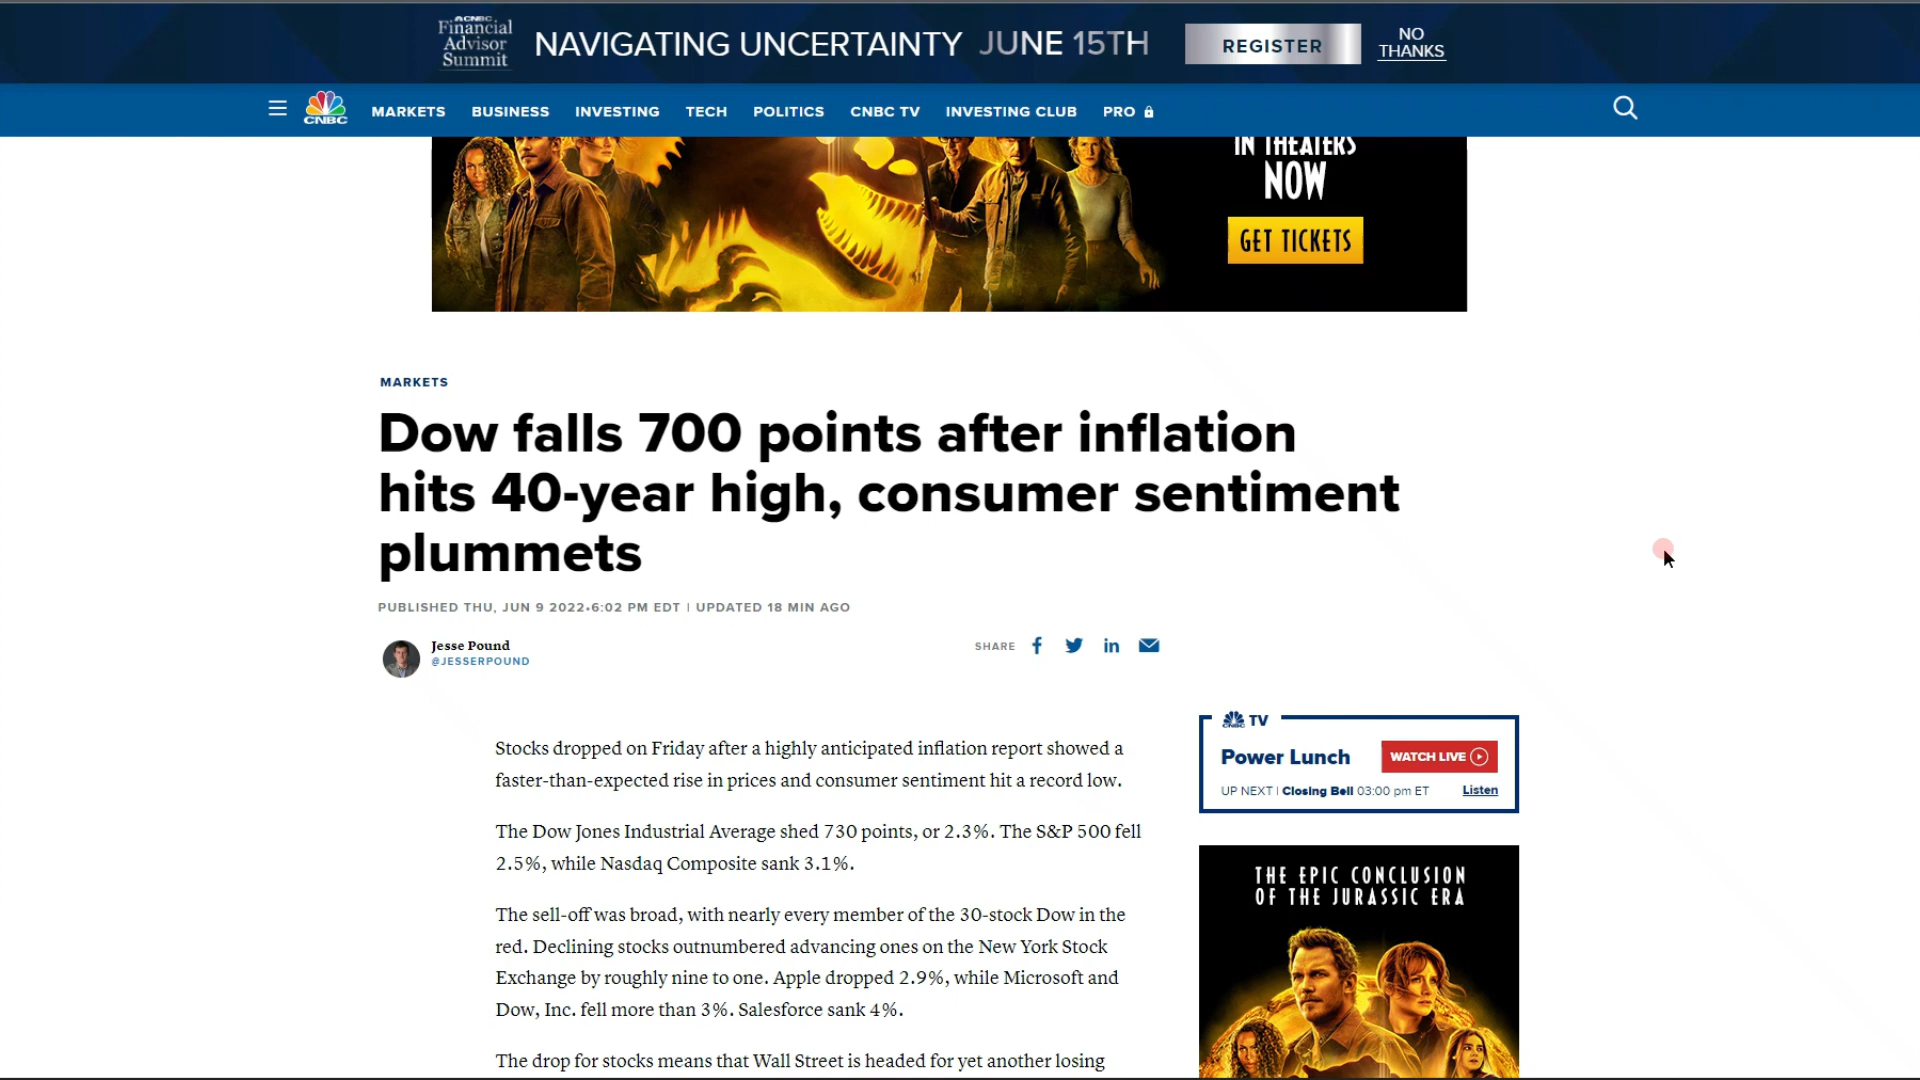 CNBC
Financial
Advisor
Summit
NAVIGATING UNCERTAINTY JUNE 15TH
REGISTER
NO
THANKS
CNBC
MARKETS BUSINESS INVESTING TECH POLITICS CNBC TV INVESTING CLUB PRO
IN THEATERS
NOW
GET TICKETS
MARKETS
Dow falls 700 points after inflation
hits 40-year high, consumer sentiment
plummets
PUBLISHED THU, JUN 9 2022•6:02 PM EDT | UPDATED 18 MIN AGO
Jesse Pound
@JESSERPOUND
SHARE
Stocks dropped on Friday after a highly anticipated inflation report showed a
faster-than-expected rise in prices and consumer sentiment hit a record low.
The Dow Jones Industrial Average shed 730 points, or 2.3%. The S&P 500 fell
2.5%, while Nasdaq Composite sank 3.1%.
The sell-off was broad, with nearly every member of the 30-stock Dow in the
red. Declining stocks outnumbered advancing ones on the New York Stock
Exchange by roughly nine to one. Apple dropped 2.9%, while Microsoft and
Dow, Inc. fell more than 3%. Salesforce sank 4%.
The drop for stocks means that Wall Street is headed for yet another losing
CNBC TV
Power Lunch
WATCH LIVE
UP NEXT | Closing Bell 03:00 pm ET
Listen
THE EPIC CONCLUSION
OF THE JURASSIC ERA